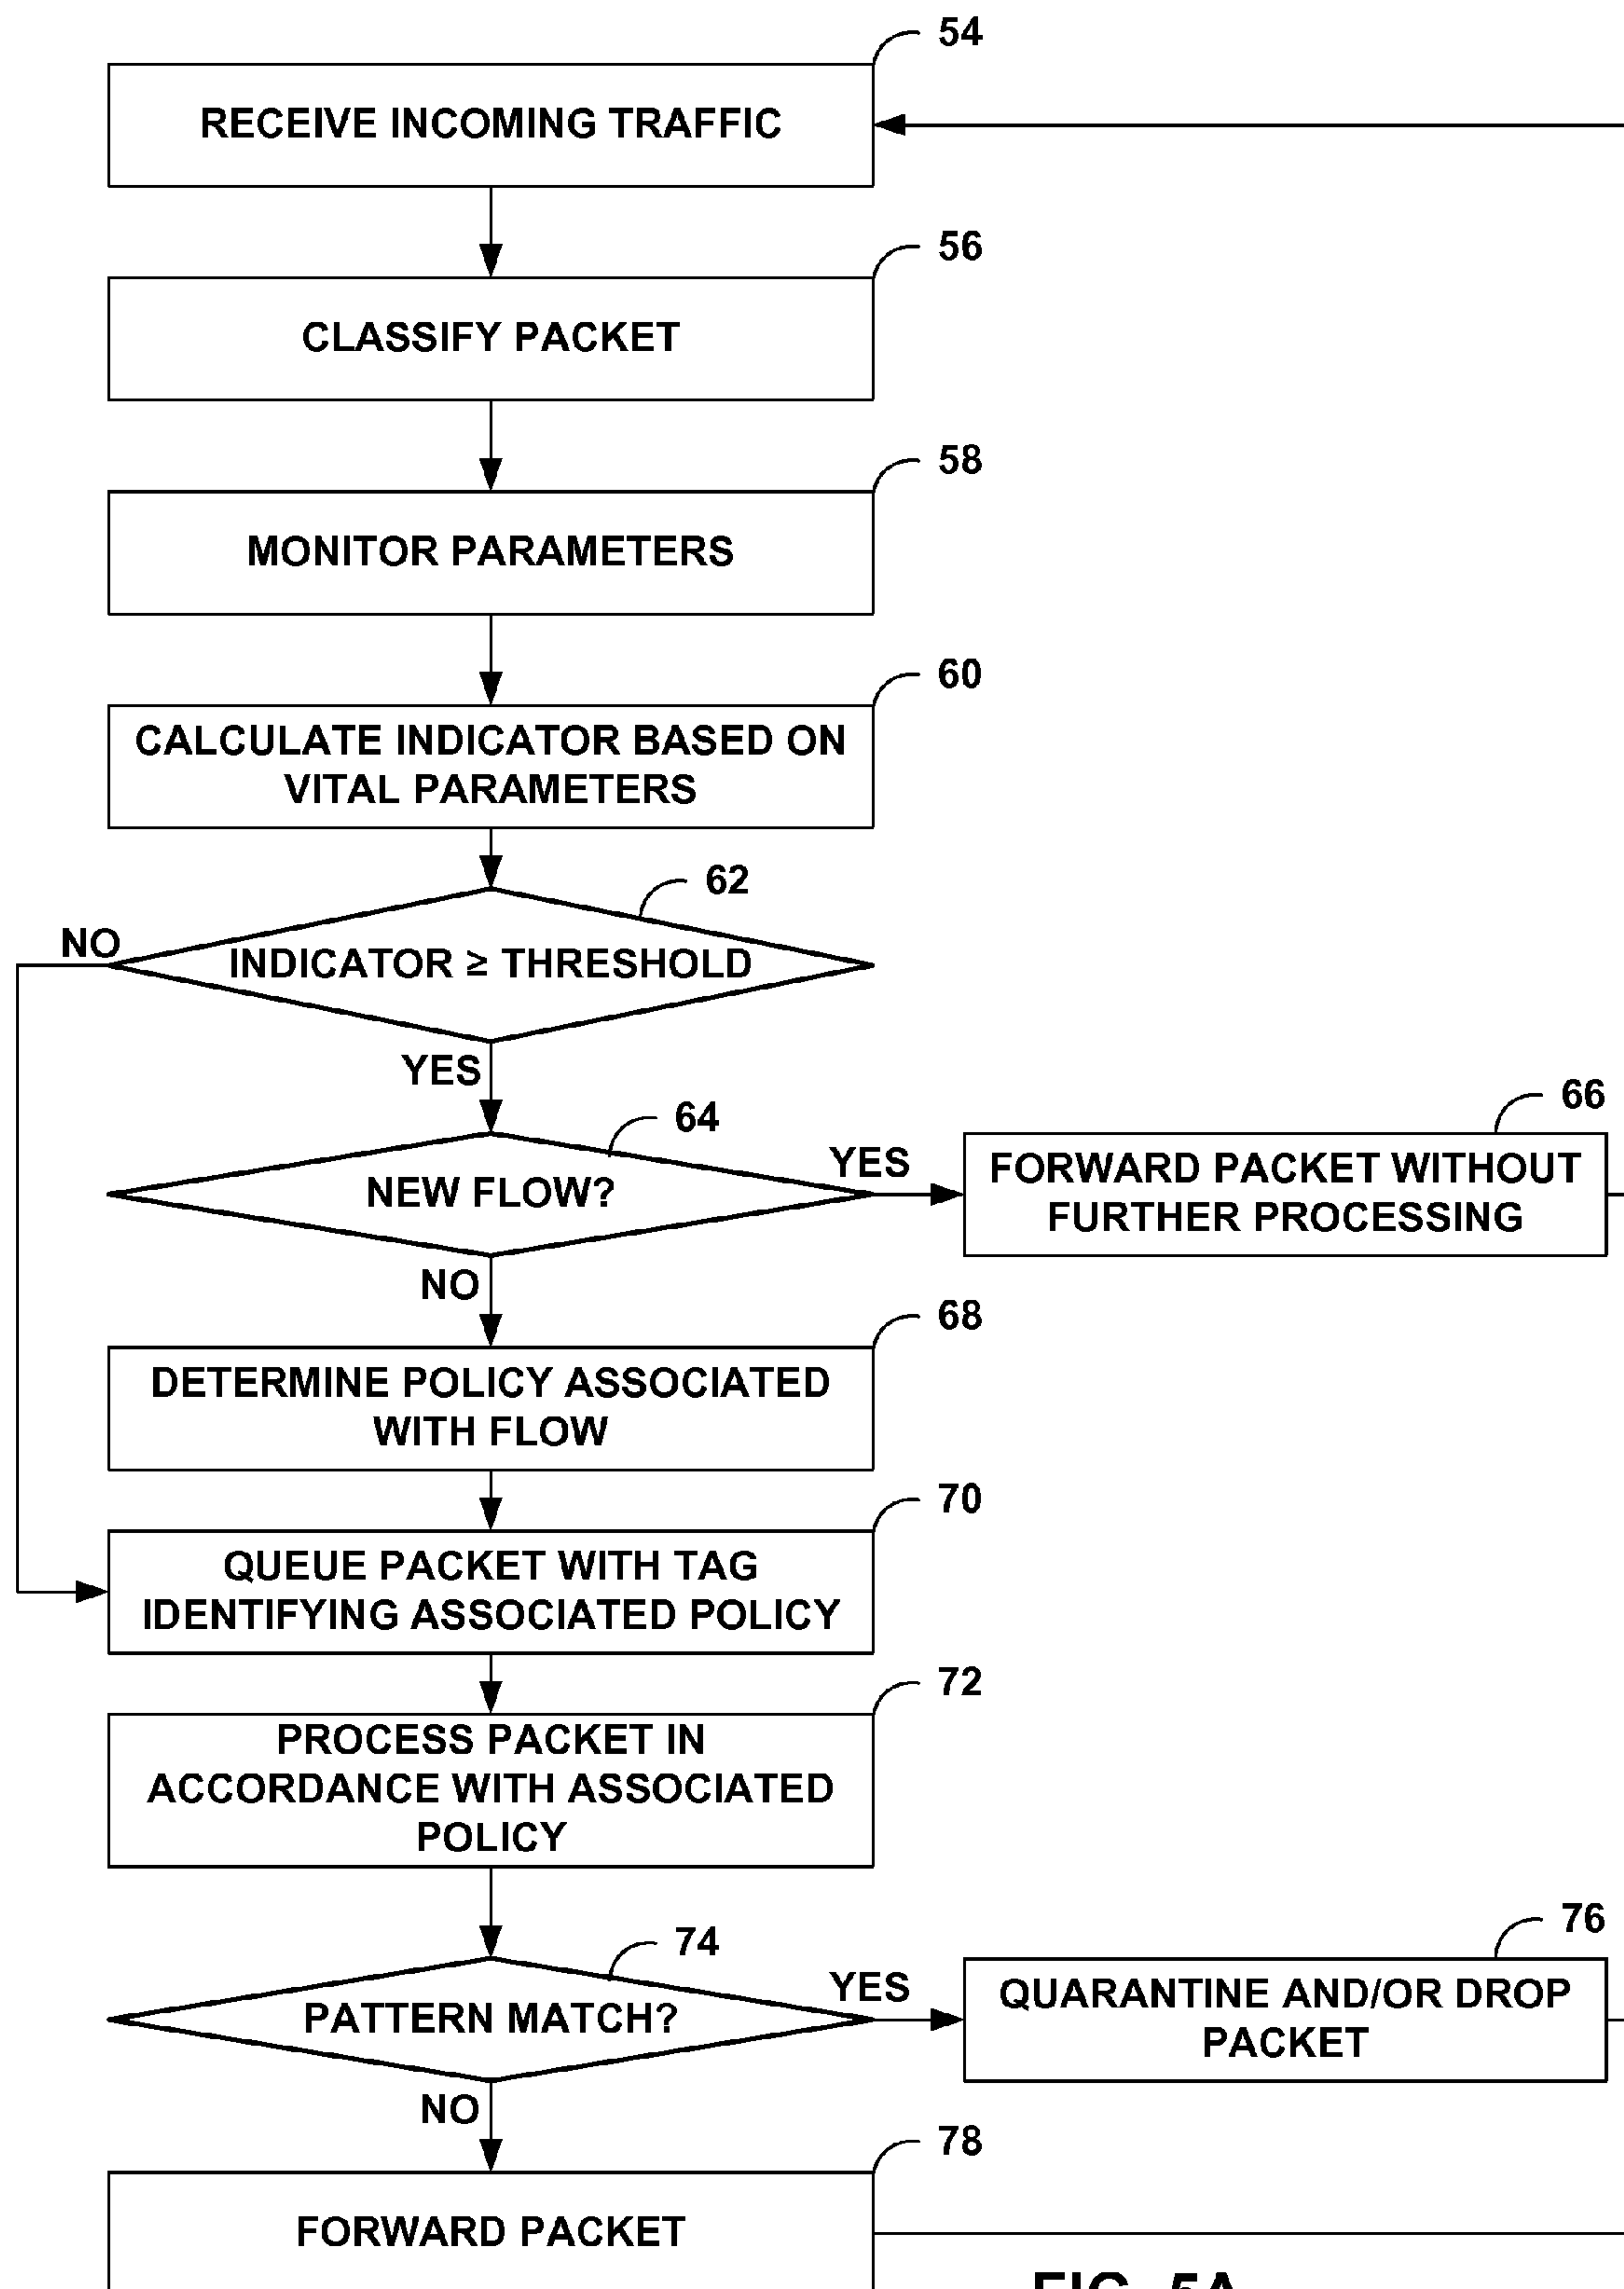 54
RECEIVE INCOMING TRAFFIC
56
CLASSIFY PACKET
58
MONITOR PARAMETERS
60
CALCULATE INDICATOR BASED ON
VITAL PARAMETERS
62
NO
INDICATOR ≥ THRESHOLD
YES
64
NEW FLOW?
YES
66
FORWARD PACKET WITHOUT
FURTHER PROCESSING
NO
68
DETERMINE POLICY ASSOCIATED
WITH FLOW
70
QUEUE PACKET WITH TAG
IDENTIFYING ASSOCIATED POLICY
72
PROCESS PACKET IN
ACCORDANCE WITH ASSOCIATED
POLICY
74
PATTERN MATCH?
YES
76
QUARANTINE AND/OR DROP
PACKET
NO
78
FORWARD PACKET
FIG. 5A